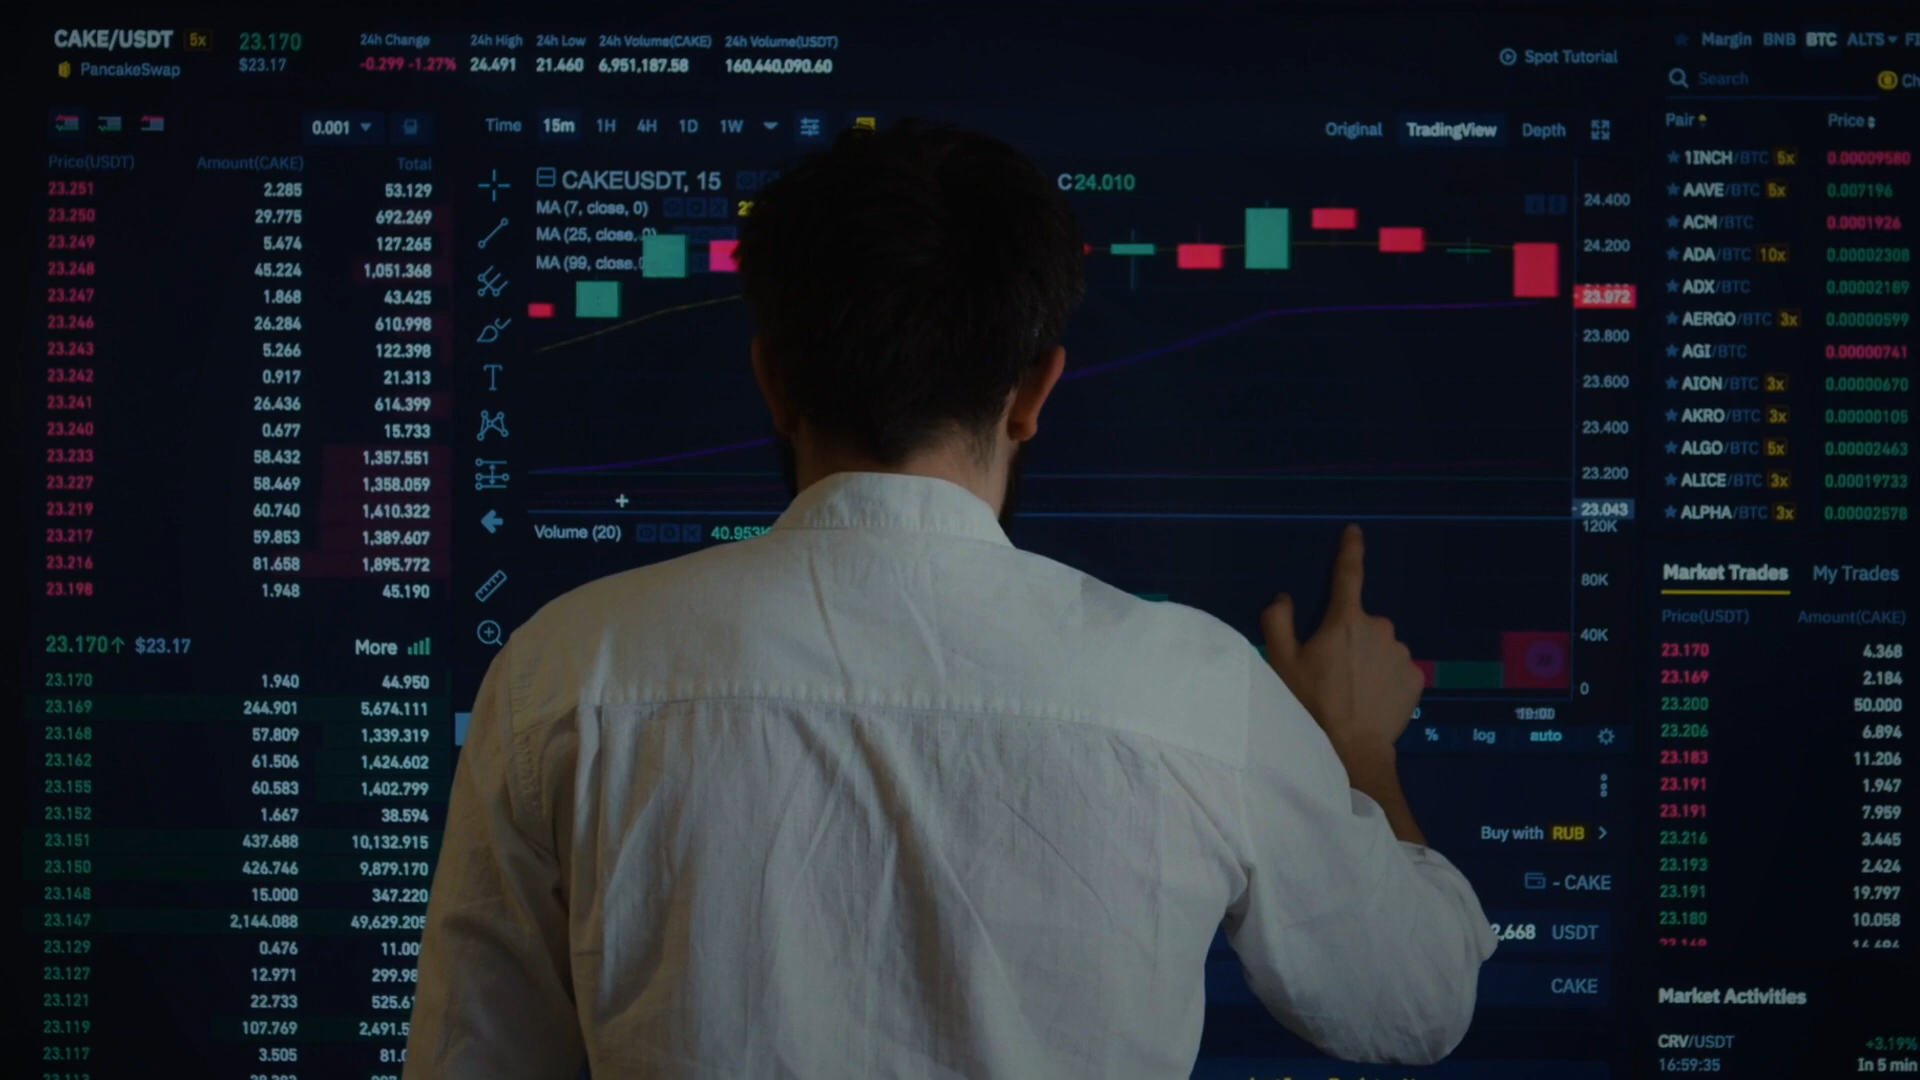 CAKE/USDT 5x 23.170 24h Change 24h High 24h Low 24h Volume(CAKE) 24h Volume(USDT)
PancakeSwap $23.17 -0.299 -1.27% 24.491 21.460 6,951,187.58 160,440,090.60
Spot Tutorial
Margin BNB BTC ALTS
Search
0.001
Time 15m 1H 4H 1D 1W
Original TradingView Depth
Price(USDT) Amount(CAKE) Total
23.251 2.285 53.129
23.250 29.775 692.269
23.249 5.474 127.265
23.248 45.224 1,051.368
23.247 1.868 43.425
23.246 26.284 610.998
23.243 5.266 122.398
23.242 0.917 21.313
23.241 26.436 614.399
23.240 0.677 15.733
23.233 58.432 1,357.551
23.227 58.469 1,358.059
23.219 60.740 1,410.322
23.217 59.853 1,389.607
23.216 81.658 1,895.772
23.198 1.948 45.190
23.170↑ $23.17 More
23.170 1.940 44.950
23.169 244.901 5,674.111
23.168 57.809 1,339.319
23.162 61.506 1,424.602
23.155 60.583 1,402.799
23.152 1.667 38.594
23.151 437.688 10,132.915
23.150 426.746 9,879.170
23.148 15.000 347.220
23.147 2,144.088 49,629.205
23.129 0.476 11.00
23.127 12.971 299.98
23.121 22.733 525.6
23.119 107.769 2,491.5
23.117 3.505 81.0
CAKEUSDT, 15 C24.010
MA (7, close, 0)
MA (25, close, 0)
MA (99, close,
Volume (20) 40.953K
24.400
24.200
23.972
23.800
23.600
23.400
23.200
23.043
120K
80K
40K
0
% log auto
Buy with RUB
- CAKE
2,668 USDT
CAKE
Pair Price
1INCH/BTC 5x 0.00009580
AAVE/BTC 5x 0.007196
ACM/BTC 0.0001926
ADA/BTC 10x 0.00002308
ADX/BTC 0.00002189
AERGO/BTC 3x 0.00000599
AGI/BTC 0.00000741
AION/BTC 3x 0.00000670
AKRO/BTC 3x 0.00000105
ALGO/BTC 5x 0.00002463
ALICE/BTC 3x 0.00019733
ALPHA/BTC 3x 0.00002578
Market Trades My Trades
Price(USDT) Amount(CAKE)
23.170 4.368
23.169 2.184
23.200 50.000
23.206 6.894
23.183 11.206
23.191 1.947
23.191 7.959
23.216 3.445
23.193 2.424
23.191 19.797
23.180 10.058
Market Activities
CRV/USDT +3.19%
16:59:35 In 5 min